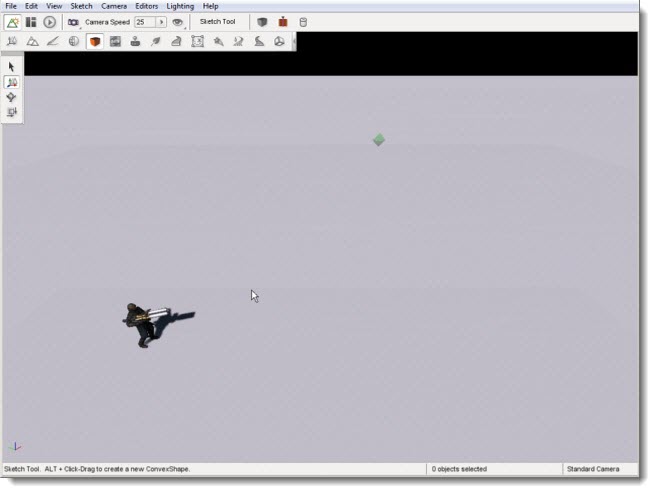 File Edit View Sketch Camera Editors Lighting Help
Camera Speed 25 Sketch Tool
Sketch Tool. ALT + Click-Drag to create a new ConvexShape. 0 objects selected Standard Camera